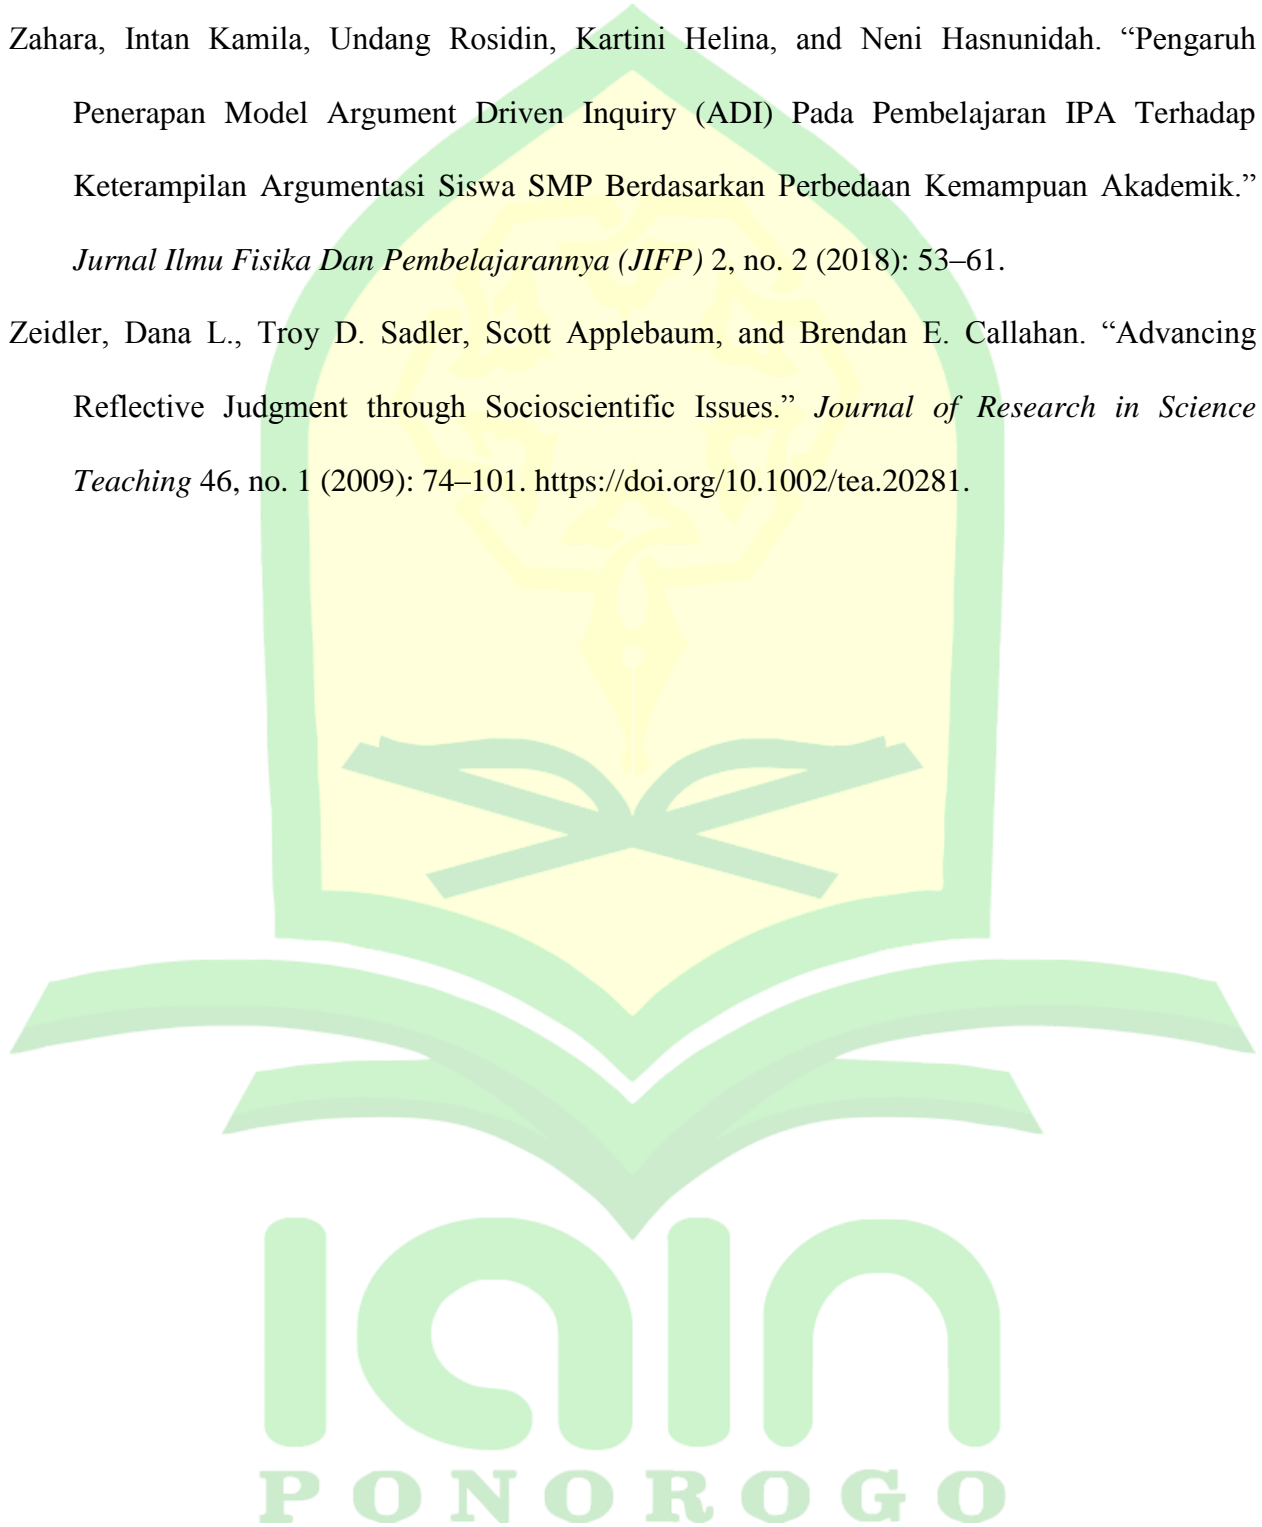 Zahara, Intan Kamila, Undang Rosidin, Kartini Helina, and Neni Hasnunidah. “Pengaruh
Penerapan Model Argument Driven Inquiry (ADI) Pada Pembelajaran IPA Terhadap
Keterampilan Argumentasi Siswa SMP Berdasarkan Perbedaan Kemampuan Akademik.”
Jurnal Ilmu Fisika Dan Pembelajarannya (JIFP) 2, no. 2 (2018): 53–61.
Zeidler, Dana L., Troy D. Sadler, Scott Applebaum, and Brendan E. Callahan. “Advancing
Reflective Judgment through Socioscientific Issues.” Journal of Research in Science
Teaching 46, no. 1 (2009): 74–101. https://doi.org/10.1002/tea.20281.
iain
PONOROGO